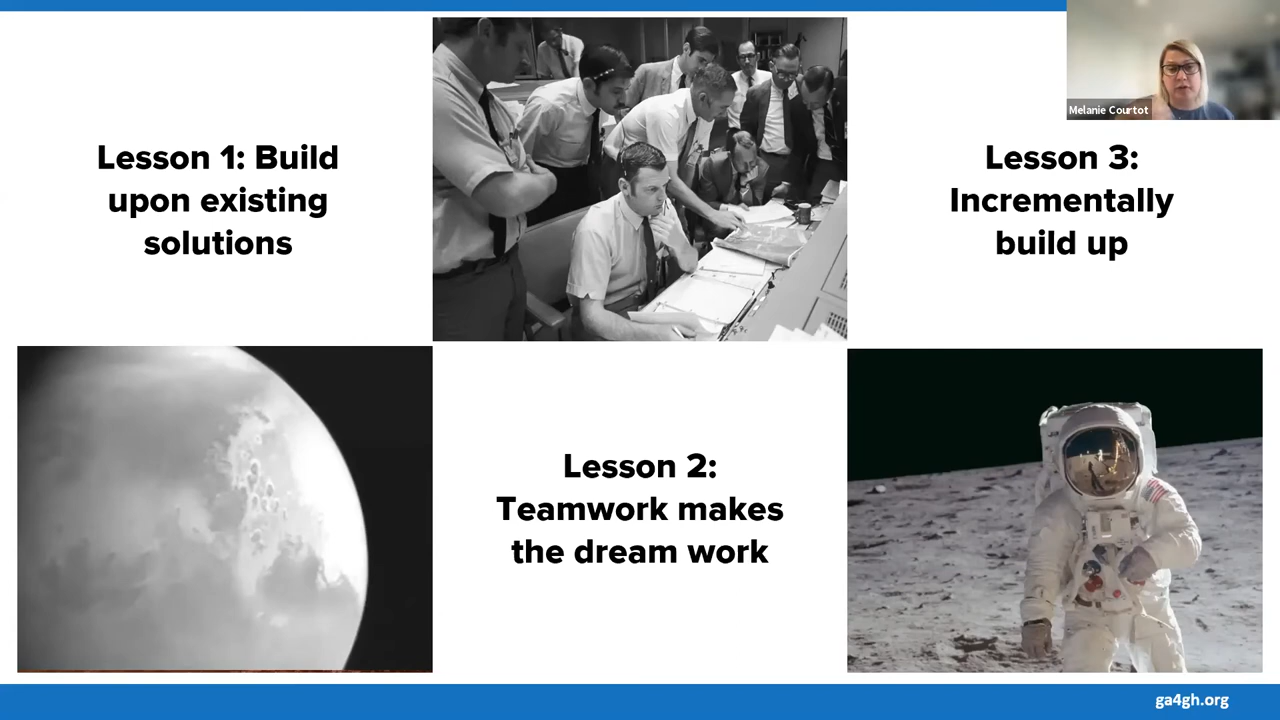 Melanie Courtot
Lesson 1: Build
upon existing
solutions
Lesson 3:
Incrementally
build up
Lesson 2:
Teamwork makes
the dream work
ga4gh.org